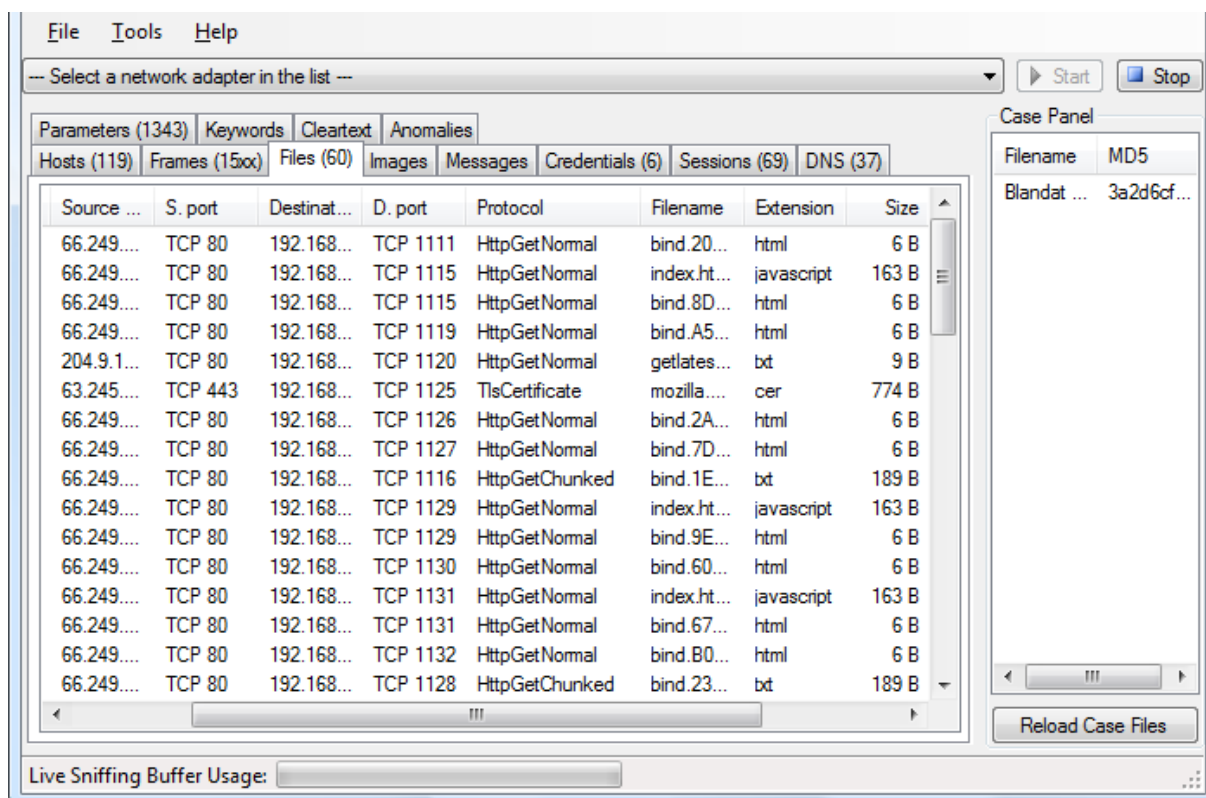 File Tools Help
--- Select a network adapter in the list --- Start Stop
Parameters (1343) Keywords Cleartext Anomalies
Hosts (119) Frames (15xx) Files (60) Images Messages Credentials (6) Sessions (69) DNS (37)
Source ... S. port Destinat... D. port Protocol Filename Extension Size
66.249.... TCP 80 192.168... TCP 1111 HttpGetNormal bind.20... html 6 B
66.249.... TCP 80 192.168... TCP 1115 HttpGetNormal index.ht... javascript 163 B
66.249.... TCP 80 192.168... TCP 1115 HttpGetNormal bind.8D... html 6 B
66.249.... TCP 80 192.168... TCP 1119 HttpGetNormal bind.A5... html 6 B
204.9.1... TCP 80 192.168... TCP 1120 HttpGetNormal getlates... txt 9 B
63.245.... TCP 443 192.168... TCP 1125 TlsCertificate mozilla.... cer 774 B
66.249.... TCP 80 192.168... TCP 1126 HttpGetNormal bind.2A... html 6 B
66.249.... TCP 80 192.168... TCP 1127 HttpGetNormal bind.7D... html 6 B
66.249.... TCP 80 192.168... TCP 1116 HttpGetChunked bind.1E... txt 189 B
66.249.... TCP 80 192.168... TCP 1129 HttpGetNormal index.ht... javascript 163 B
66.249.... TCP 80 192.168... TCP 1129 HttpGetNormal bind.9E... html 6 B
66.249.... TCP 80 192.168... TCP 1130 HttpGetNormal bind.60... html 6 B
66.249.... TCP 80 192.168... TCP 1131 HttpGetNormal index.ht... javascript 163 B
66.249.... TCP 80 192.168... TCP 1131 HttpGetNormal bind.67... html 6 B
66.249.... TCP 80 192.168... TCP 1132 HttpGetNormal bind.B0... html 6 B
66.249.... TCP 80 192.168... TCP 1128 HttpGetChunked bind.23... txt 189 B
Case Panel
Filename MD5
Blandat ... 3a2d6cf...
Reload Case Files
Live Sniffing Buffer Usage: